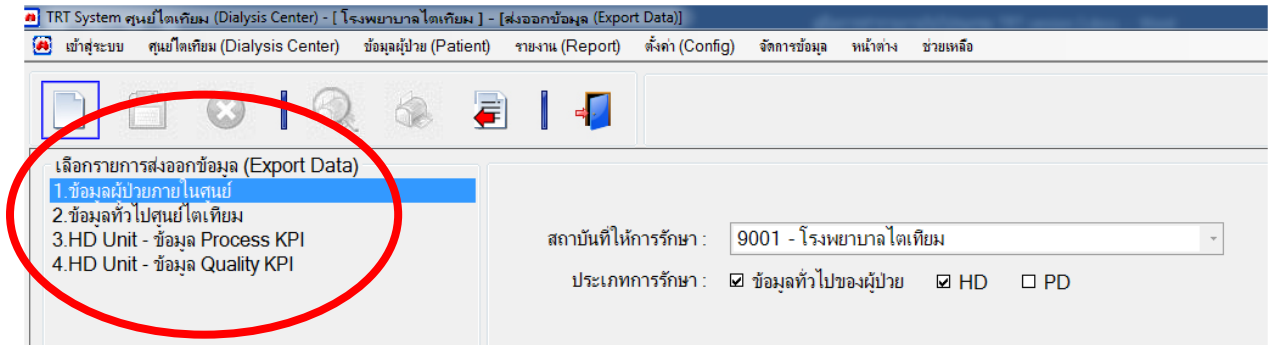 TRT System ศูนย์ไตเทียม (Dialysis Center) - [ โรงพยาบาลไตเทียม ] - [ส่งออกข้อมูล (Export Data)]
เข้าสู่ระบบ ศูนย์ไตเทียม (Dialysis Center) ข้อมูลผู้ป่วย (Patient) รายงาน (Report) ตั้งค่า (Config) จัดการข้อมูล หน้าต่าง ช่วยเหลือ
เลือกรายการส่งออกข้อมูล (Export Data)
1.ข้อมูลผู้ป่วยภายในศูนย์
2.ข้อมูลทั่วไปศูนย์ไตเทียม
3.HD Unit - ข้อมูล Process KPI
4.HD Unit - ข้อมูล Quality KPI
สถาบันที่ให้การรักษา : 9001 - โรงพยาบาลไตเทียม
ประเภทการรักษา : ข้อมูลทั่วไปของผู้ป่วย HD PD